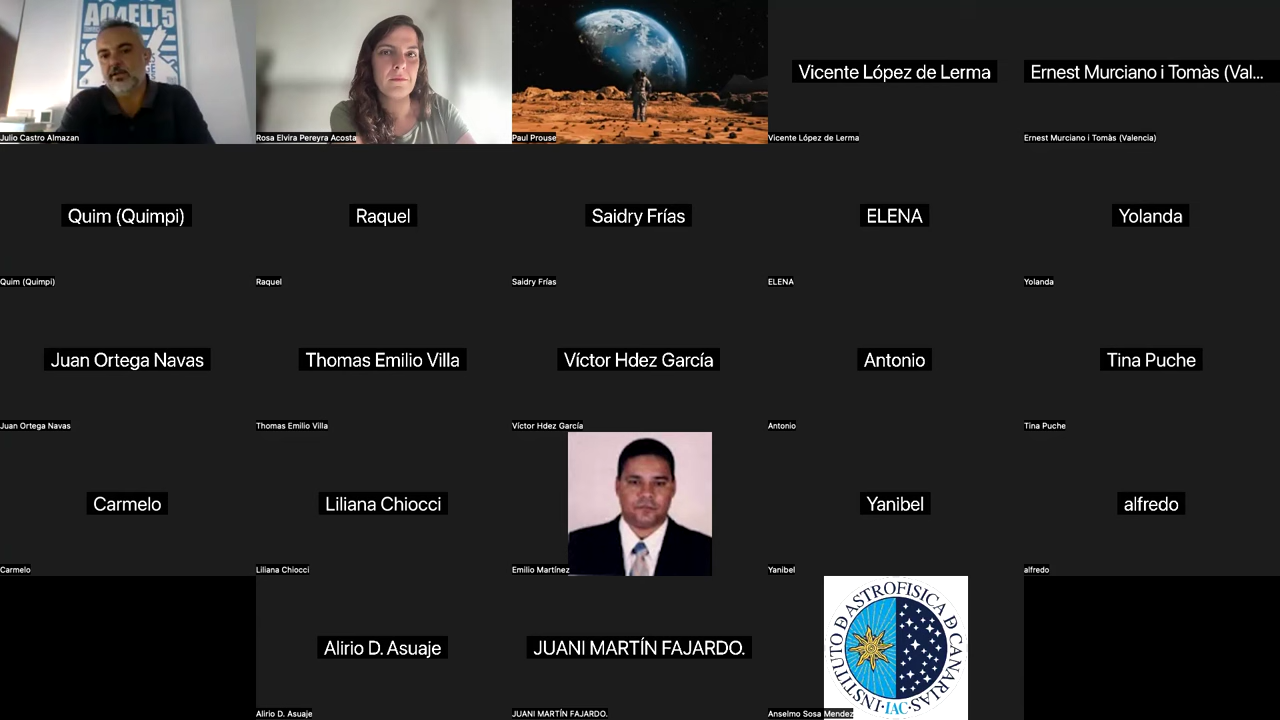 AO4ELT5
Julio Castro Almazan
Rosa Elvira Pereyra Acosta
Paul Prouse
Vicente López de Lerma
Vicente López de Lerma
Ernest Murciano i Tomàs (Val...
Ernest Murciano i Tomàs (Valencia)
Quim (Quimpi)
Quim (Quimpi)
Raquel
Raquel
Saidry Frías
Saidry Frías
ELENA
ELENA
Yolanda
Yolanda
Juan Ortega Navas
Juan Ortega Navas
Thomas Emilio Villa
Thomas Emilio Villa
Víctor Hdez García
Víctor Hdez García
Antonio
Antonio
Tina Puche
Tina Puche
Carmelo
Carmelo
Liliana Chiocci
Liliana Chiocci
Emilio Martínez
Yanibel
Yanibel
alfredo
alfredo
Alirio D. Asuaje
Alirio D. Asuaje
JUANI MARTÍN FAJARDO.
JUANI MARTÍN FAJARDO.
INSTITUTO D ASTROFISICA D CANARIAS
·IAC·
Anselmo Sosa Mendez